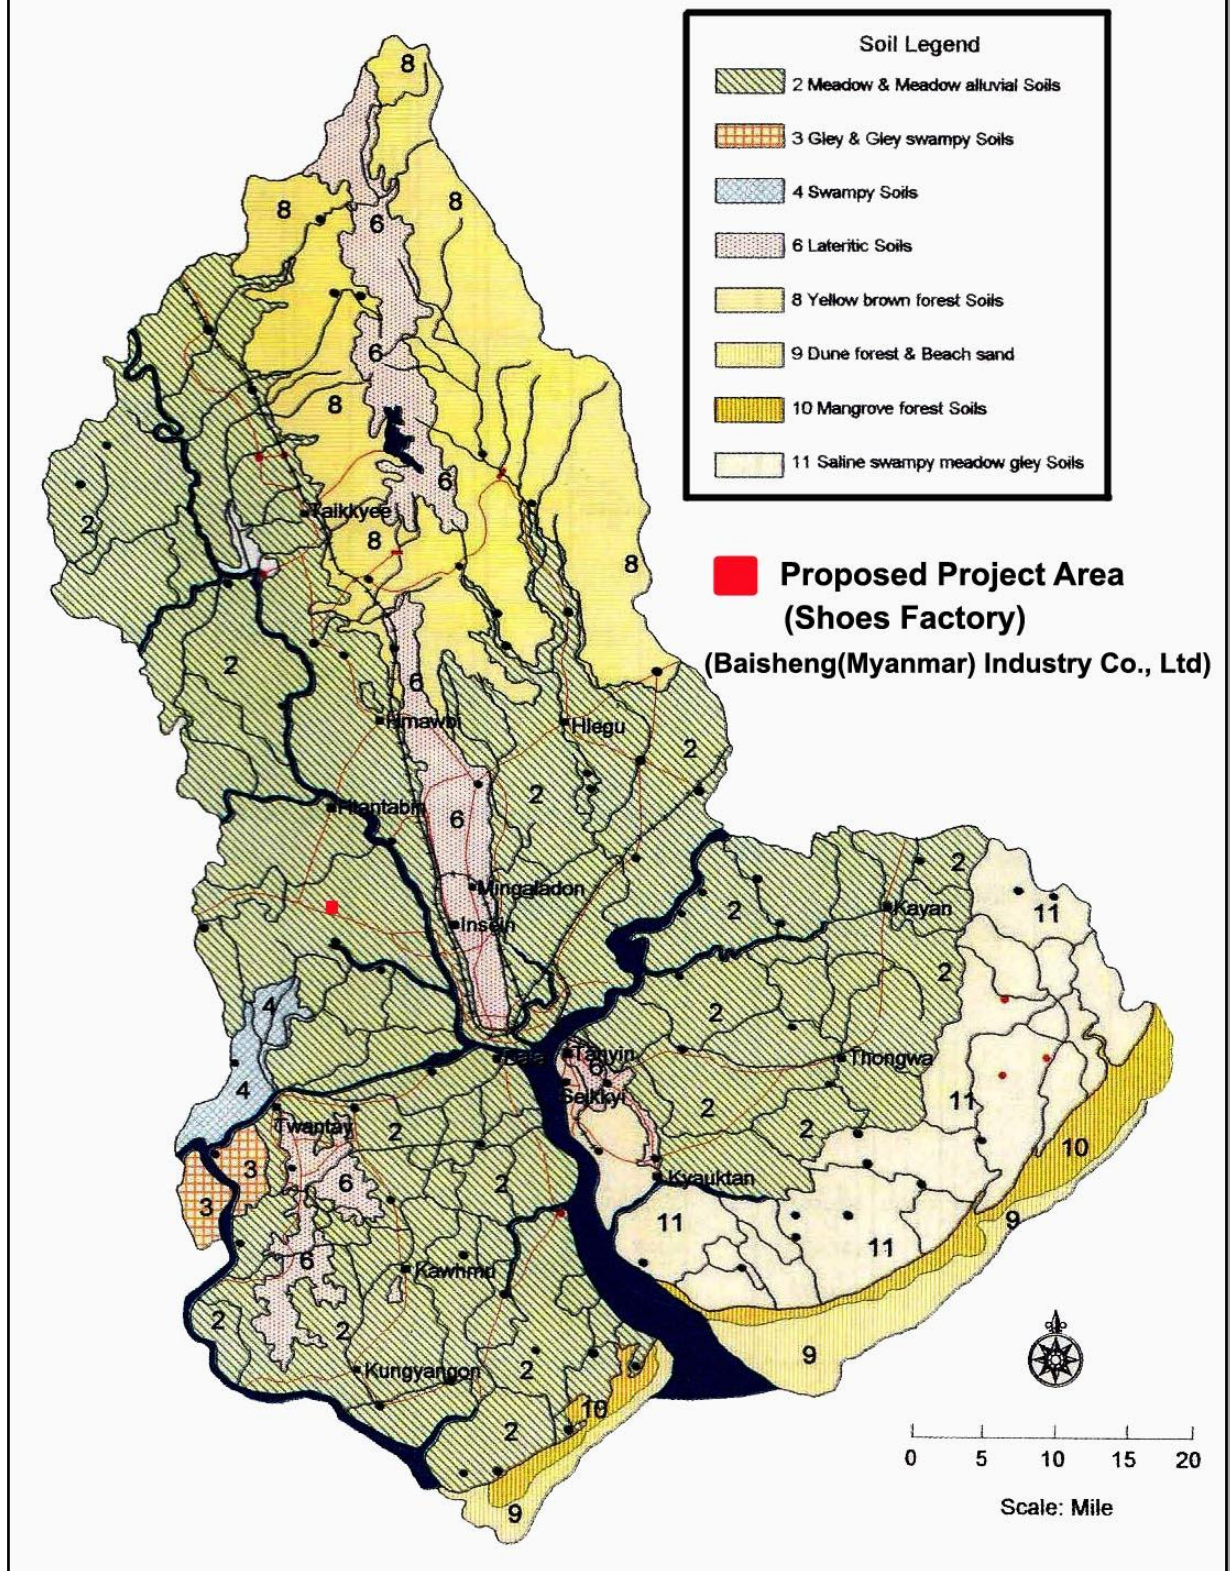 Soil Legend
2 Meadow & Meadow alluvial Soils
3 Gley & Gley swampy Soils
4 Swampy Soils
6 Lateritic Soils
8 Yellow brown forest Soils
9 Dune forest & Beach sand
10 Mangrove forest Soils
11 Saline swampy meadow gley Soils
Proposed Project Area
(Shoes Factory)
(Baisheng(Myanmar) Industry Co., Ltd)
8
8
8
6
6
8
6
2
Taikkyee
8
8
2
6
Hmawbi
Hlegu
2
2
Htantabin
6
2
Mingaladon
2
Kayan
11
Insein
2
4
2
Tanyin
Thongwa
6
4
Seikkyi
11
2
Twantay
2
2
10
3
6
2
Kyauktan
3
11
9
11
6
Kawhmu
2
2
9
Kungyangon
2
10
2
9
0 5 10 15 20
Scale: Mile